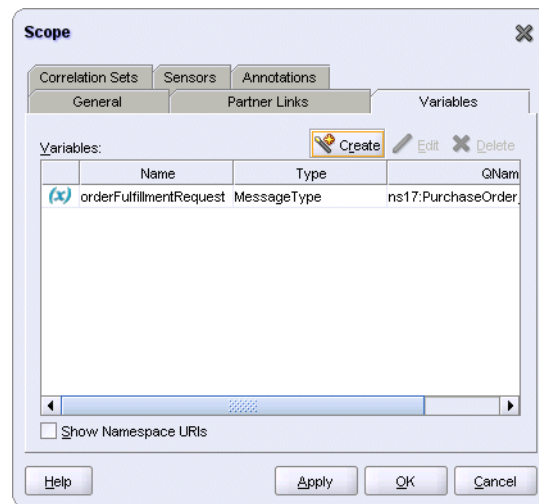 Scope
Correlation Sets Sensors Annotations
General Partner Links Variables
Variables: Create Edit Delete
Name Type QNam
(x) orderFulfillmentRequest MessageType ns17:PurchaseOrder_
Show Namespace URIs
Help Apply OK Cancel